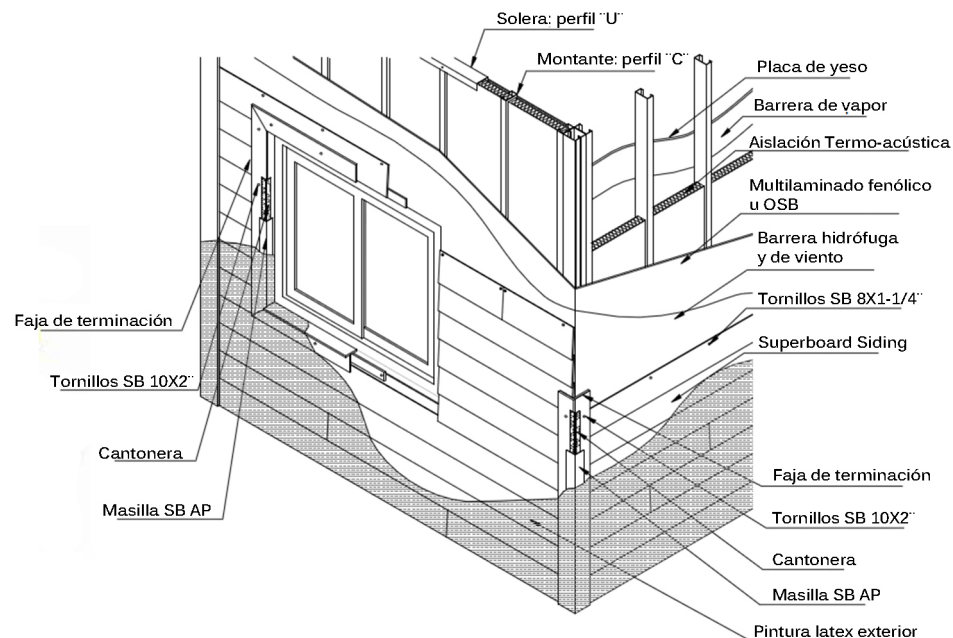 Solera: perfil ¨U¨
Montante: perfil ¨C¨
Placa de yeso
Barrera de vapor
Aislación Termo-acústica
Multilaminado fenólico
u OSB
Barrera hidrófuga
y de viento
Tornillos SB 8X1-1/4¨
Superboard Siding
Faja de terminación
Tornillos SB 10X2¨
Cantonera
Masilla SB AP
Faja de terminación
Tornillos SB 10X2¨
Cantonera
Masilla SB AP
Pintura latex exterior